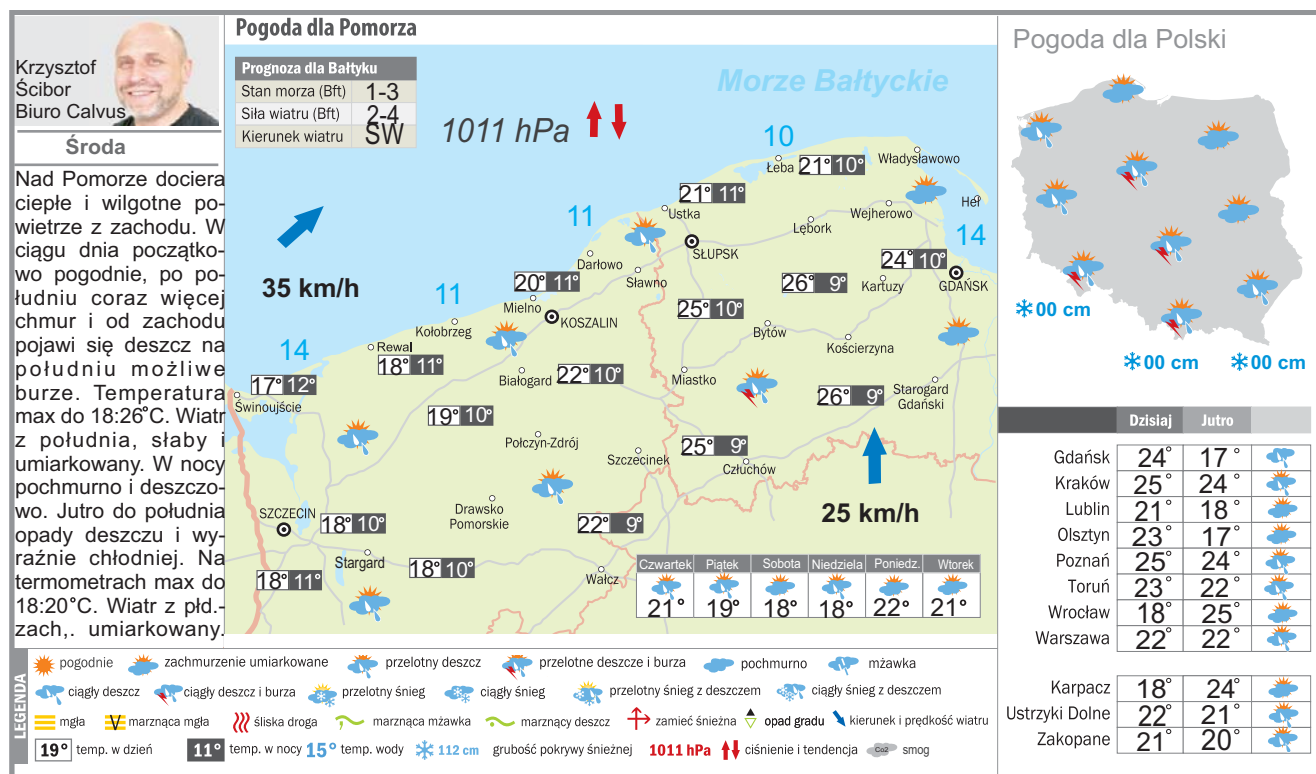 Krzysztof
Ścibor
Biuro Calvus
Środa
Nad Pomorze dociera
ciepłe i wilgotne po-
wietrze z zachodu. W
ciągu dnia początko-
wo pogodnie, po po-
łudniu coraz więcej
chmur i od zachodu
pojawi się deszcz na
południu możliwe
burze. Temperatura
max do 18:26°C. Wiatr
z południa, słaby i
umiarkowany. W nocy
pochmurno i deszczo-
wo. Jutro do południa
opady deszczu i wy-
raźnie chłodniej. Na
termometrach max do
18:20°C. Wiatr z płd.-
zach,. umiarkowany.
Pogoda dla Pomorza
Prognoza dla Bałtyku
Stan morza (Bft) 1-3
Siła wiatru (Bft) 2-4
Kierunek wiatru SW
Morze Bałtyckie
1011 hPa
10
Łeba
21° 10°
Władysławowo
Hel
21° 11°
Ustka
Wejherowo
Lębork
11
14
SŁUPSK
24° 10°
GDAŃSK
Darłowo
Sławno
20° 11°
26° 9°
Kartuzy
35 km/h
11
Mielno
KOSZALIN
25° 10°
Bytów
Kościerzyna
Kołobrzeg
Rewal
18° 11°
14
17° 12°
Świnoujście
Białogard
22° 10°
Miastko
26° 9°
Starogard
Gdański
19° 10°
Połczyn-Zdrój
Szczecinek
25° 9°
Człuchów
Drawsko
Pomorskie
25 km/h
SZCZECIN
18° 10°
22° 9°
Stargard
18° 10°
18° 11°
Wałcz
Czwartek Piątek Sobota Niedziela Poniedz. Wtorek
21° 19° 18° 18° 22° 21°
Pogoda dla Polski
00 cm
00 cm
00 cm
Dzisiaj Jutro
Gdańsk 24° 17°
Kraków 25° 24°
Lublin 21° 18°
Olsztyn 23° 17°
Poznań 25° 24°
Toruń 23° 22°
Wrocław 18° 25°
Warszawa 22° 22°
Karpacz 18° 24°
Ustrzyki Dolne 22° 21°
Zakopane 21° 20°
LEGENDA
pogodnie zachmurzenie umiarkowane przelotny deszcz przelotne deszcze i burza pochmurno mżawka
ciągły deszcz ciągły deszcz i burza przelotny śnieg ciągły śnieg przelotny śnieg z deszczem ciągły śnieg z deszczem
mgła marznąca mgła śliska droga marznąca mżawka marznący deszcz zamieć śnieżna opad gradu kierunek i prędkość wiatru
19° temp. w dzień 11° temp. w nocy 15° temp. wody 112 cm grubość pokrywy śnieżnej 1011 hPa ciśnienie i tendencja Co2 smog